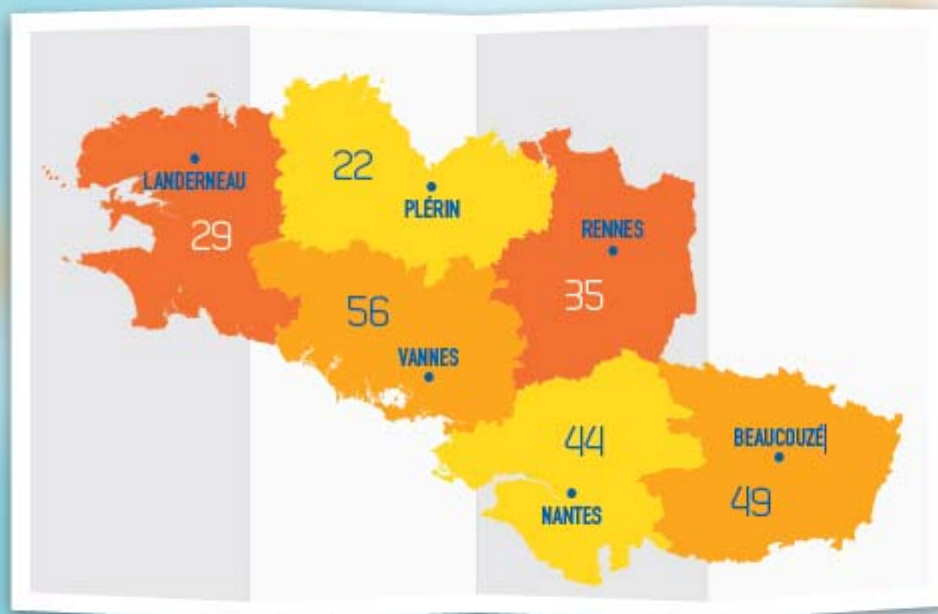 22
LANDERNEAU
PLÉRIN
29
RENNES
56
35
VANNES
44
BEAUCOUZÉ
49
NANTES